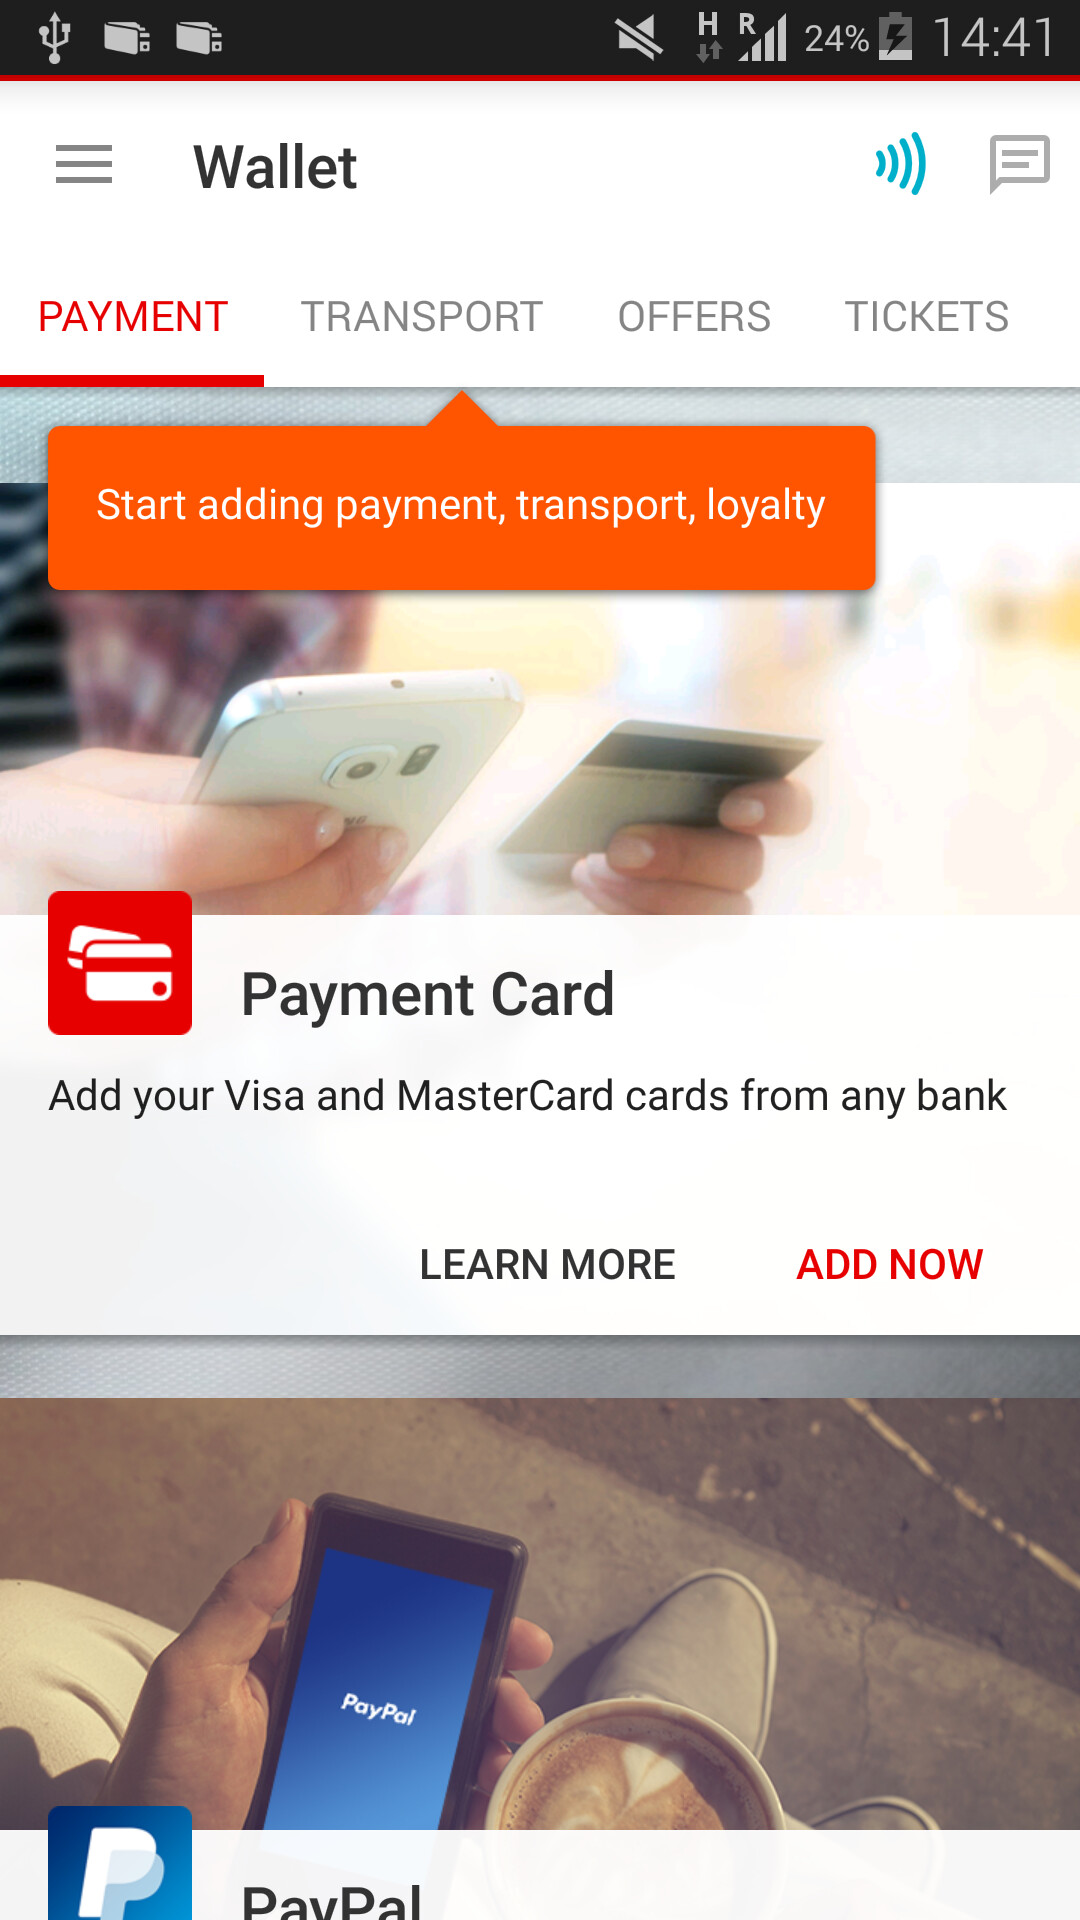 H R 24% 14:41
Wallet
PAYMENT TRANSPORT OFFERS TICKETS
Start adding payment, transport, loyalty
Payment Card
Add your Visa and MasterCard cards from any bank
LEARN MORE ADD NOW
PayPal
PayPal